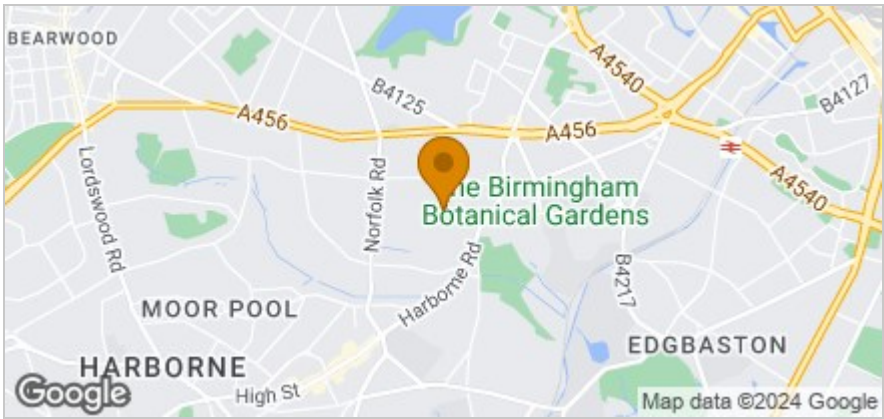 BEARWOOD
A4540
B4127
B4125
A456
A456
Lordswood Rd
Norfolk Rd
A4540
he Birmingham
Botanical Gardens
B4217
Harborne Rd
MOOR POOL
EDGBASTON
HARBORNE
High St
Google
Map data ©2024 Google